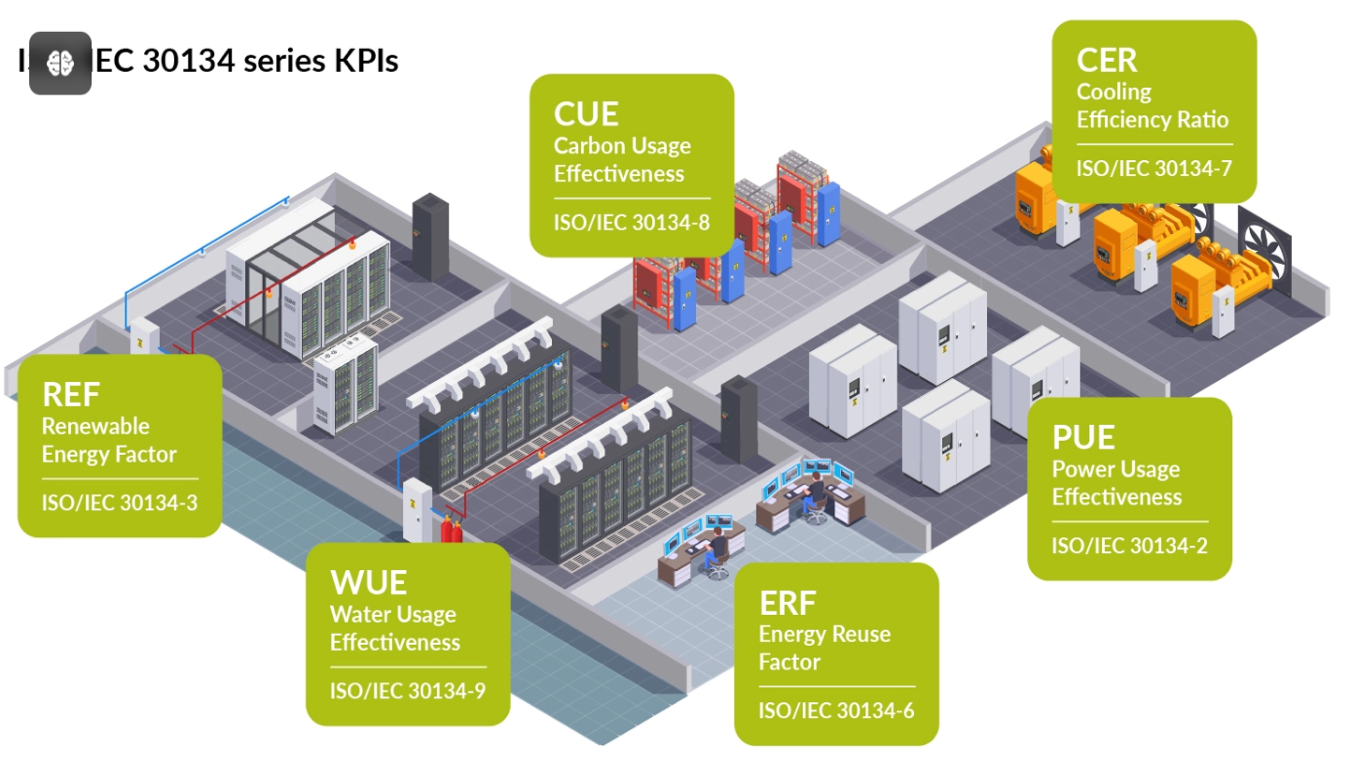 IEC 30134 series KPIs
CER
Cooling
Efficiency Ratio
ISO/IEC 30134-7
CUE
Carbon Usage
Effectiveness
ISO/IEC 30134-8
REF
Renewable
Energy Factor
ISO/IEC 30134-3
PUE
Power Usage
Effectiveness
ISO/IEC 30134-2
WUE
Water Usage
Effectiveness
ISO/IEC 30134-9
ERF
Energy Reuse
Factor
ISO/IEC 30134-6